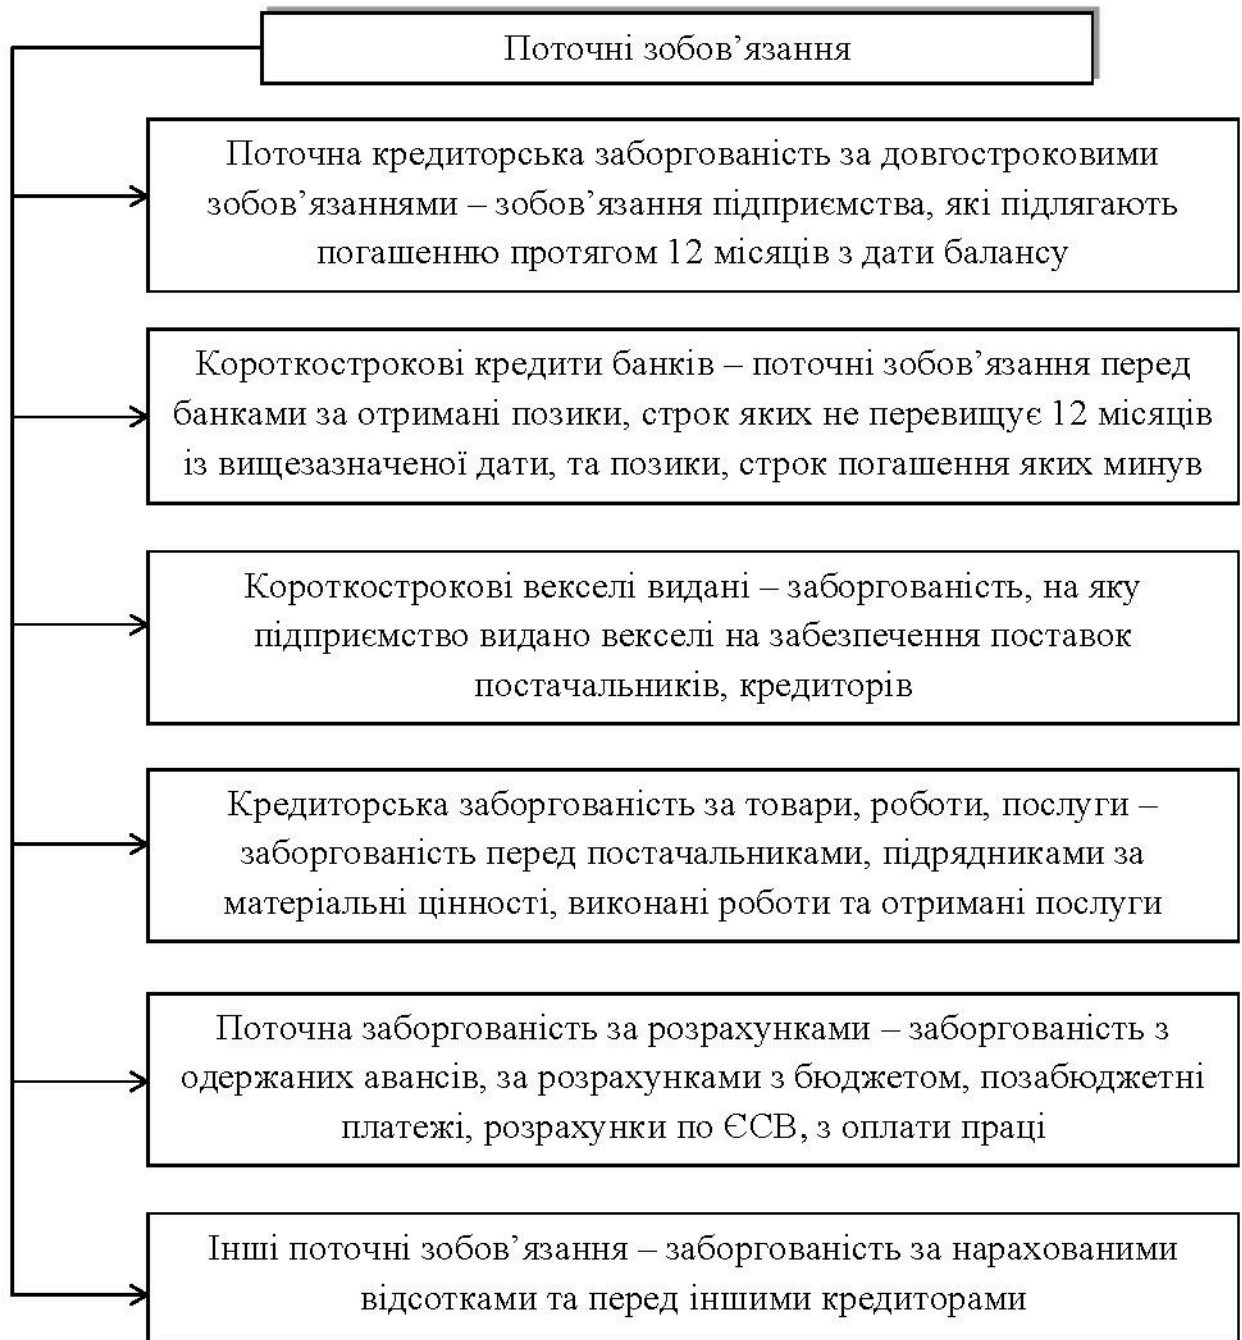 Поточні зобов’язання
Поточна кредиторська заборгованість за довгостроковими
зобов’язаннями – зобов’язання підприємства, які підлягають
погашенню протягом 12 місяців з дати балансу
Короткострокові кредити банків – поточні зобов’язання перед
банками за отримані позики, строк яких не перевищує 12 місяців
із вищезазначеної дати, та позики, строк погашення яких минув
Короткострокові векселі видані – заборгованість, на яку
підприємство видано векселі на забезпечення поставок
постачальників, кредиторів
Кредиторська заборгованість за товари, роботи, послуги –
заборгованість перед постачальниками, підрядниками за
матеріальні цінності, виконані роботи та отримані послуги
Поточна заборгованість за розрахунками – заборгованість з
одержаних авансів, за розрахунками з бюджетом, позабюджетні
платежі, розрахунки по ЄСВ, з оплати праці
Інші поточні зобов’язання – заборгованість за нарахованими
відсотками та перед іншими кредиторами